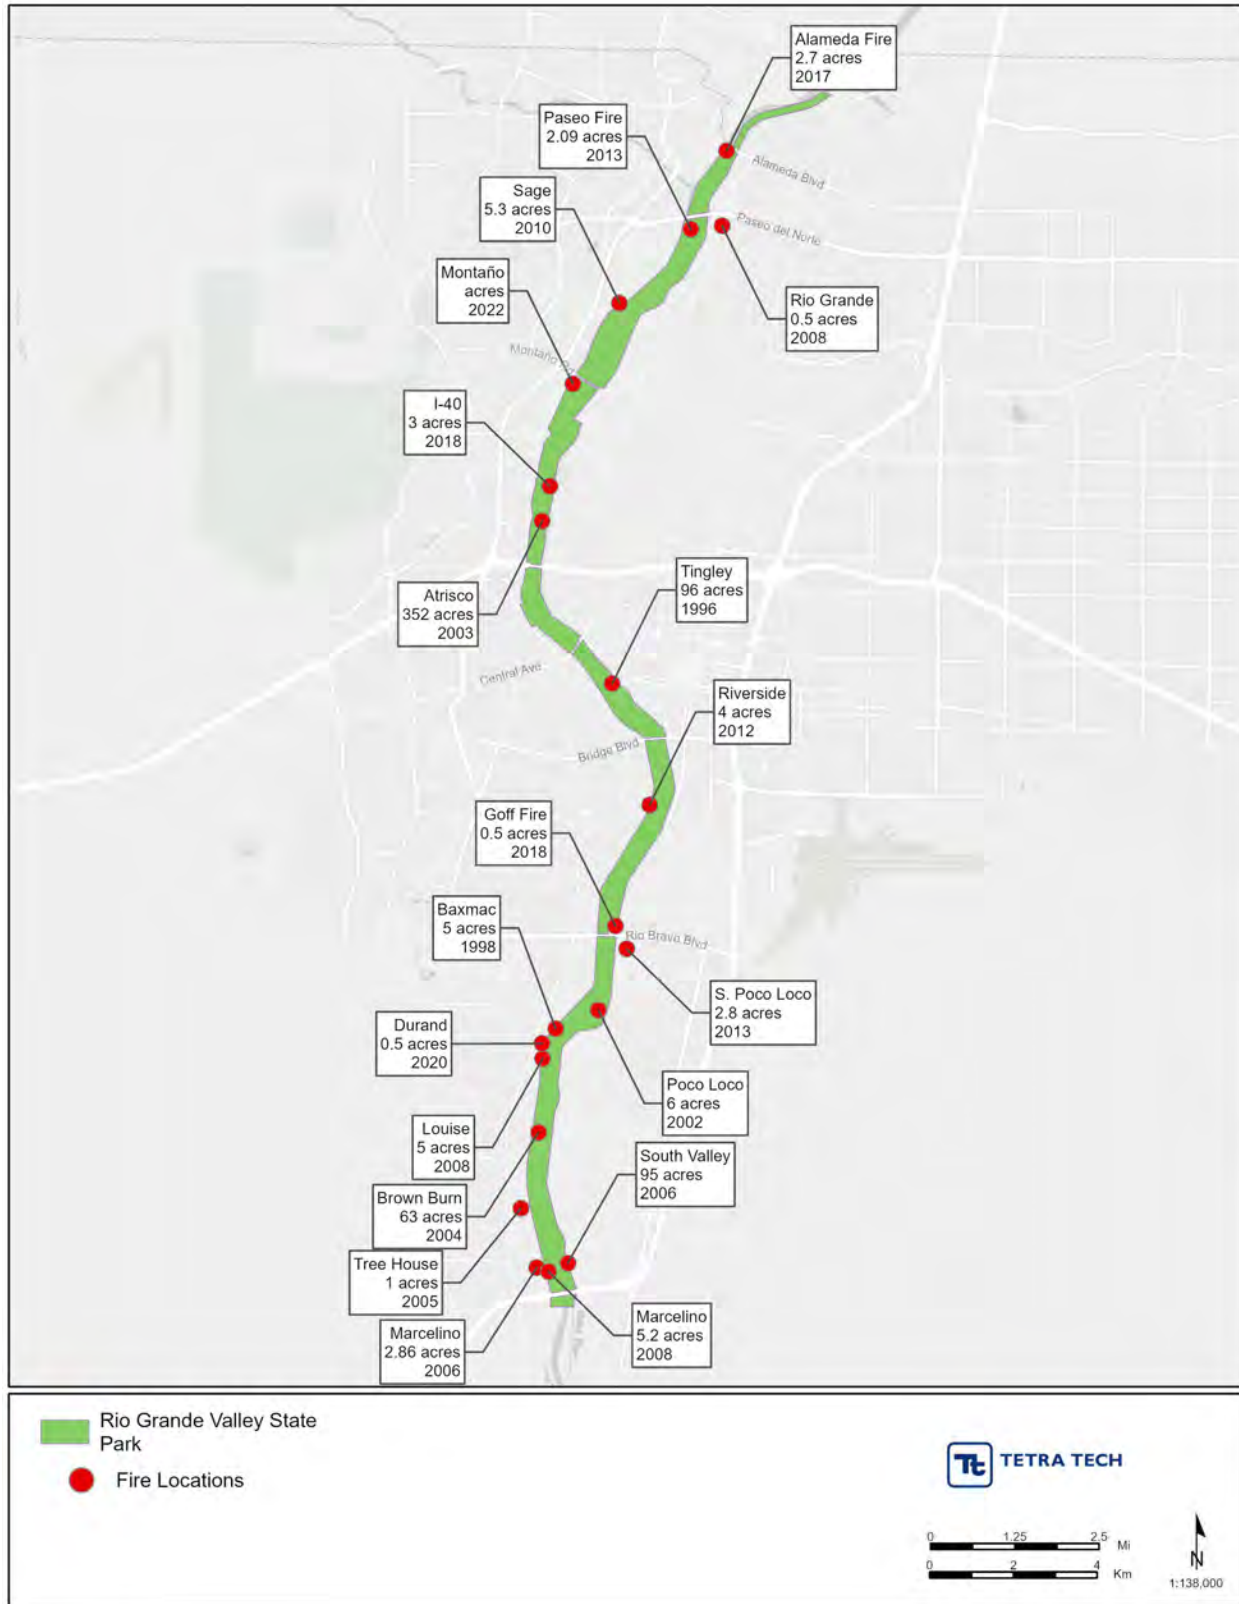 Alameda Fire
2.7 acres
2017
Paseo Fire
2.09 acres
2013
Alameda Blvd
Sage
5.3 acres
2010
Paseo del Norte
Montaño
acres
2022
Rio Grande
0.5 acres
2008
Montaño
I-40
3 acres
2018
Tingley
96 acres
1996
Atrisco
352 acres
2003
Central Ave
Riverside
4 acres
2012
Bridge Blvd
Goff Fire
0.5 acres
2018
Baxmac
5 acres
1998
Rio Bravo Blvd
S. Poco Loco
2.8 acres
2013
Durand
0.5 acres
2020
Poco Loco
6 acres
2002
Louise
5 acres
2008
South Valley
95 acres
2006
Brown Burn
63 acres
2004
Tree House
1 acres
2005
Marcelino
5.2 acres
2008
Marcelino
2.86 acres
2006
Rio Grande Valley State
Park
Fire Locations
Tt TETRA TECH
0 1.25 2.5
Mi
0 2 4
Km
N
1:138,000